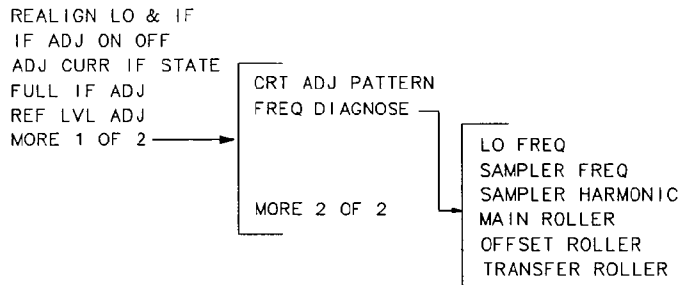 REALIGN LO & IF
IF ADJ ON OFF
ADJ CURR IF STATE
FULL IF ADJ
REF LVL ADJ
MORE 1 OF 2
CRT ADJ PATTERN
FREQ DIAGNOSE
MORE 2 OF 2
LO FREQ
SAMPLER FREQ
SAMPLER HARMONIC
MAIN ROLLER
OFFSET ROLLER
TRANSFER ROLLER